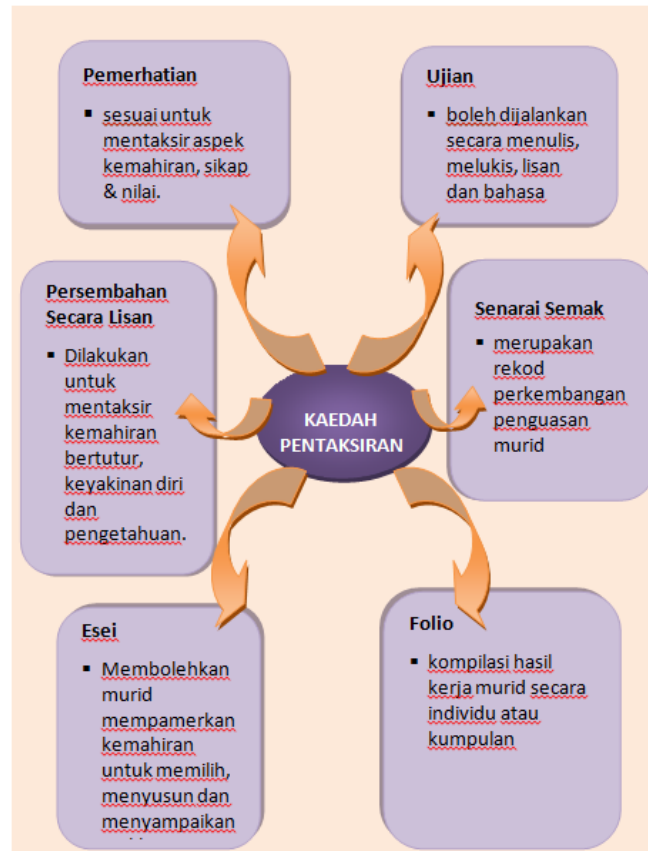 Pemerhatian
▪ sesuai untuk
mentaksir aspek
kemahiran, sikap
& nilai.
Ujian
▪ boleh dijalankan
secara menulis,
melukis, lisan
dan bahasa
Persembahan
Secara Lisan
▪ Dilakukan
untuk
mentaksir
kemahiran
bertutur,
keyakinan diri
dan
pengetahuan.
Senarai Semak
▪ merupakan
rekod
perkembangan
penguasan
murid
KAEDAH
PENTAKSIRAN
Esei
▪ Membolehkan
murid
mempamerkan
kemahiran
untuk memilih,
menyusun dan
menyampaikan
Folio
▪ kompilasi hasil
kerja murid secara
individu atau
kumpulan